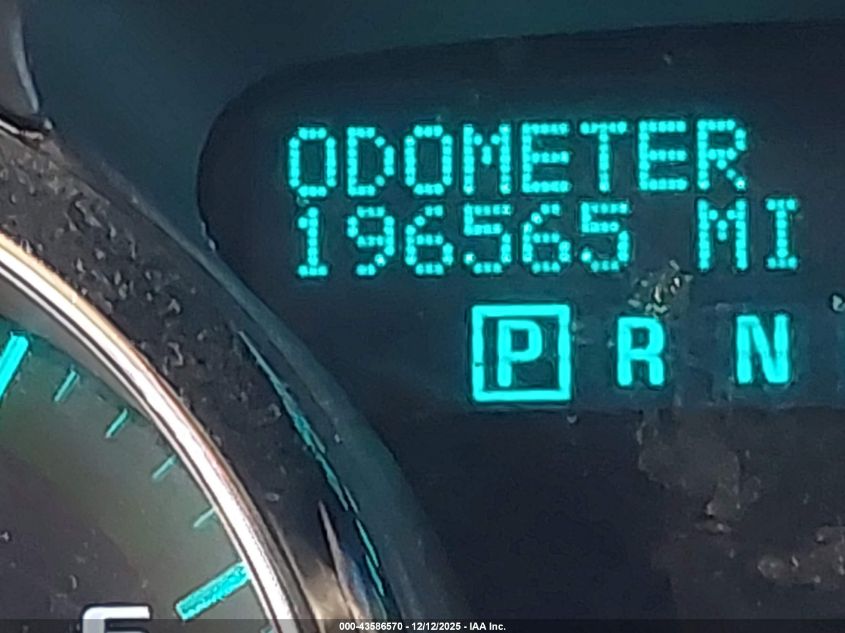 ODOMETER
196565 MI
P R N
000-43586570 - 12/12/2025 - IAA Inc.